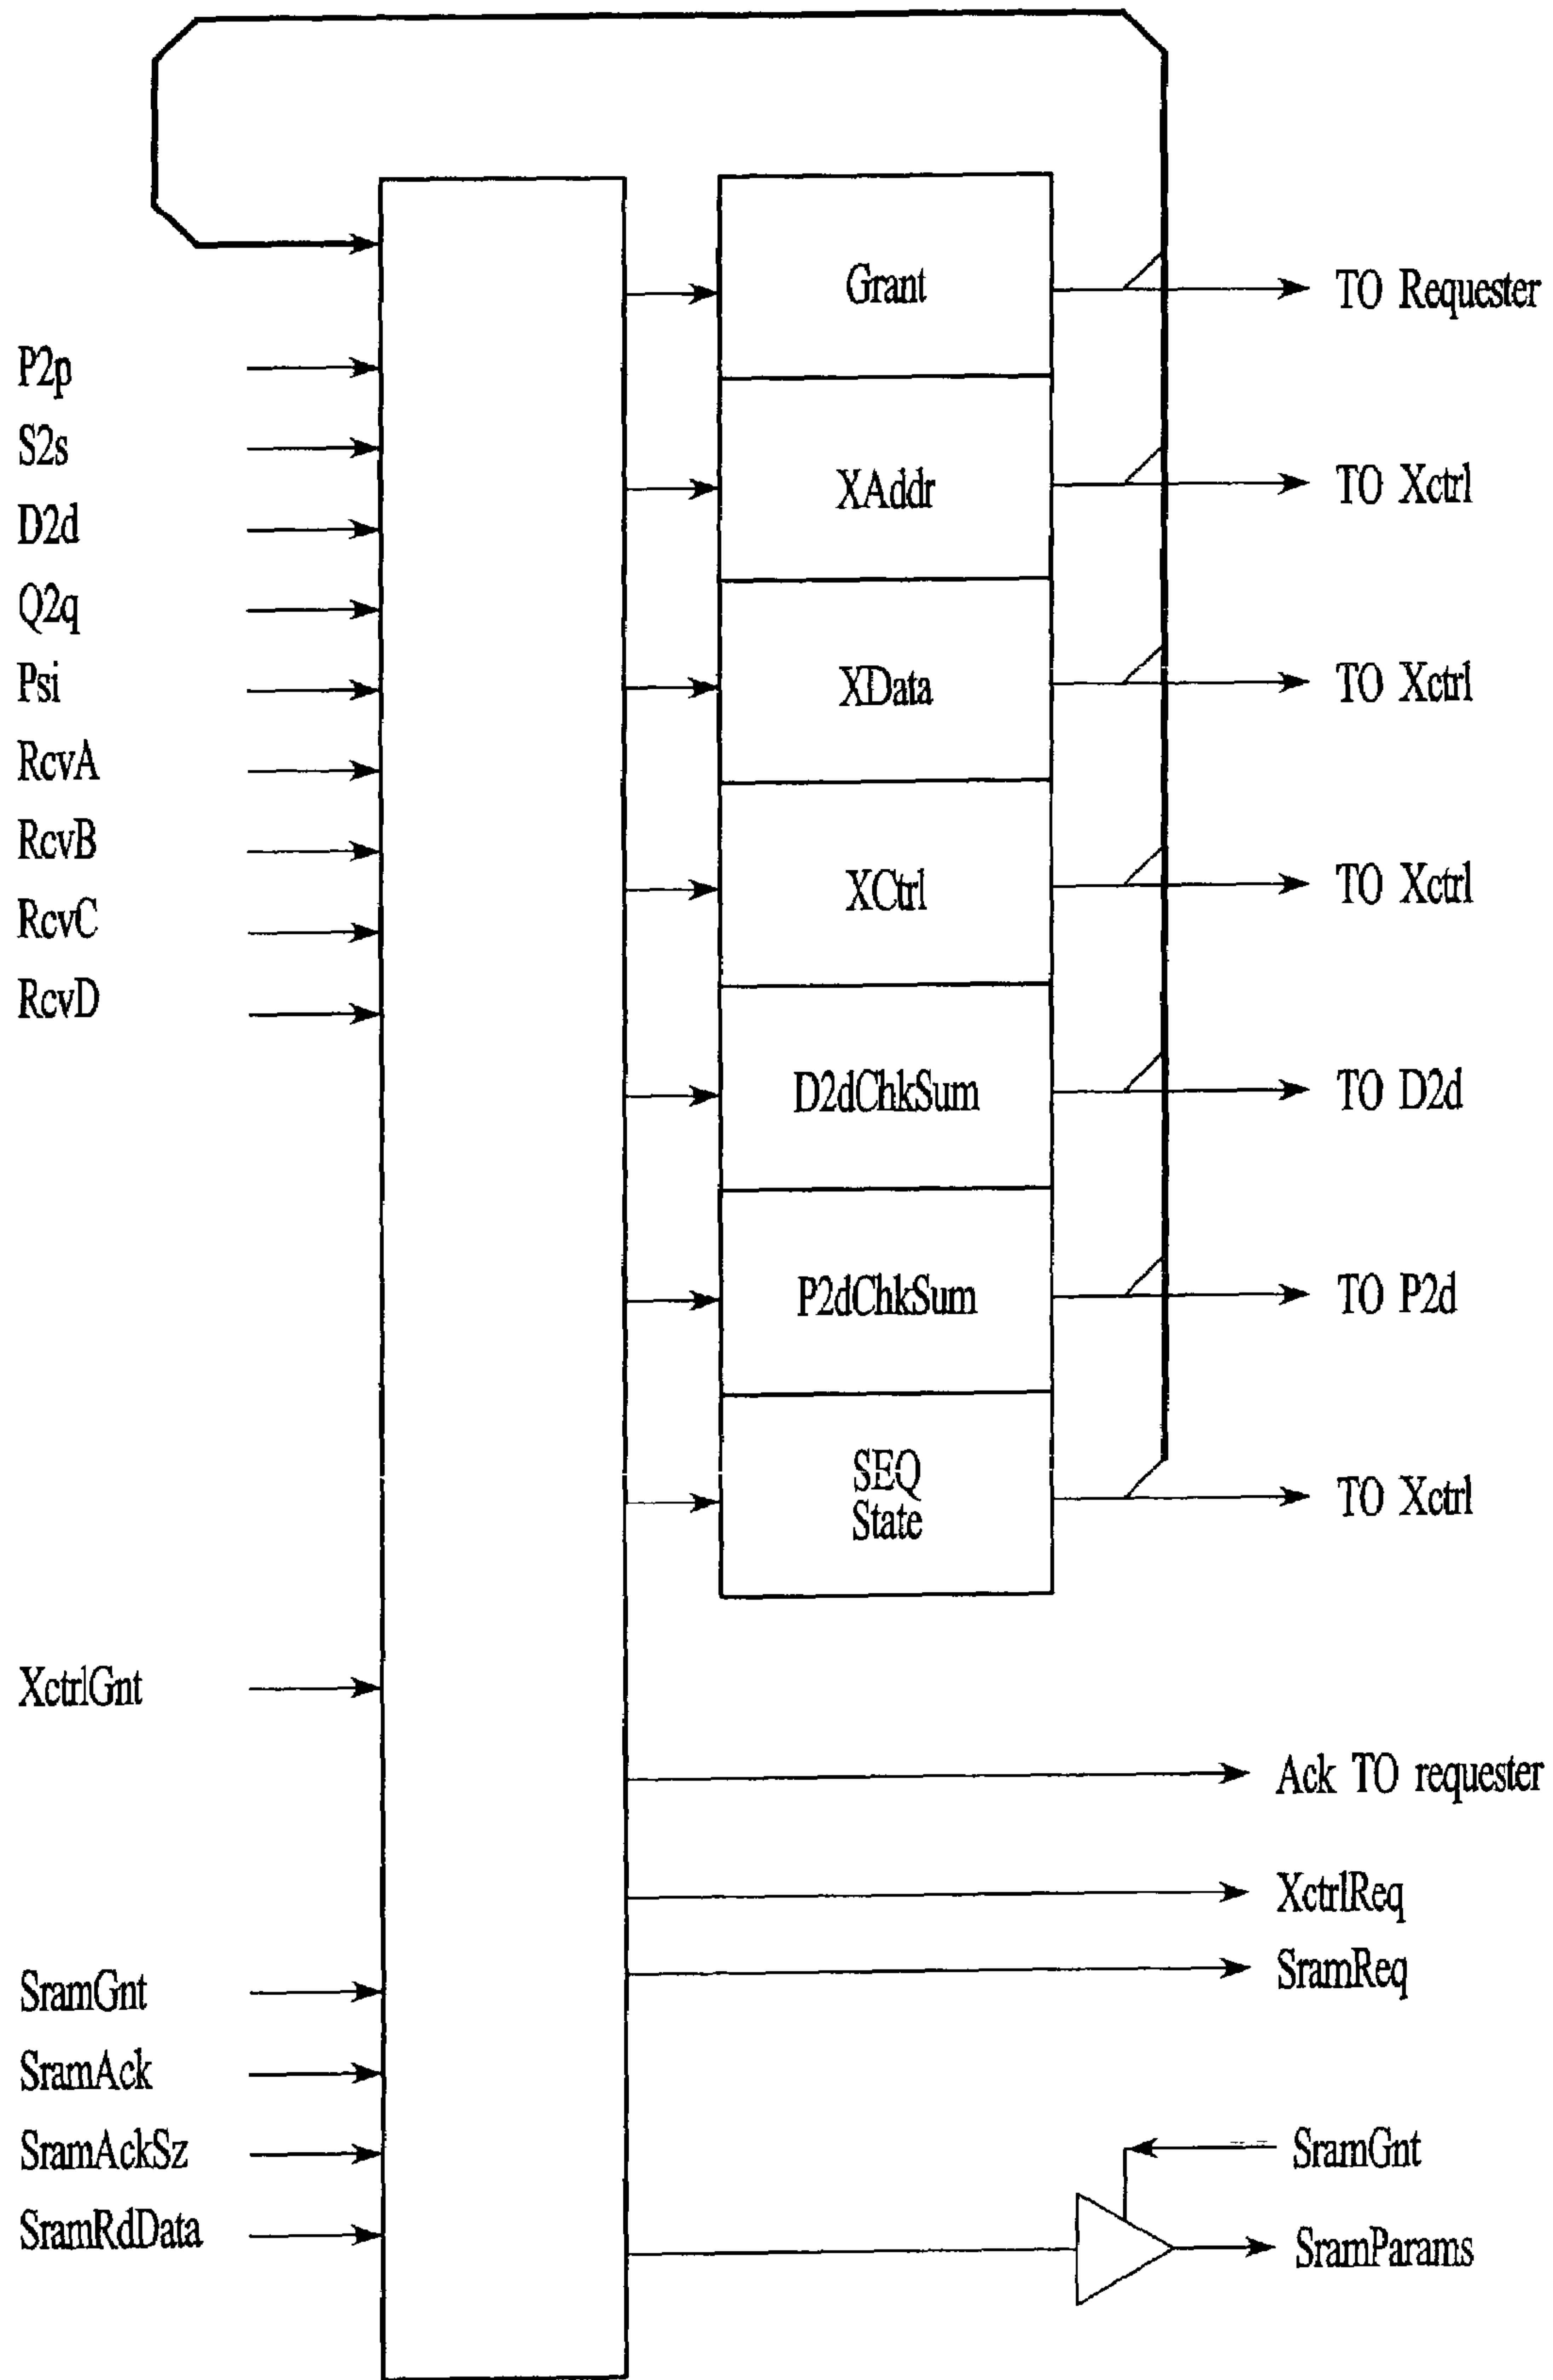 P2p
S2s
D2d
Q2q
Psi
RcvA
RcvB
RcvC
RcvD
XctrlGnt
SramGnt
SramAck
SramAckSz
SramRdData
Grant
XAddr
XData
XCtrl
D2dChkSum
P2dChkSum
SEQ
State
TO Requester
TO Xctrl
TO Xctrl
TO Xctrl
TO D2d
TO P2d
TO Xctrl
Ack TO requester
XctrlReq
SramReq
SramGnt
SramParams